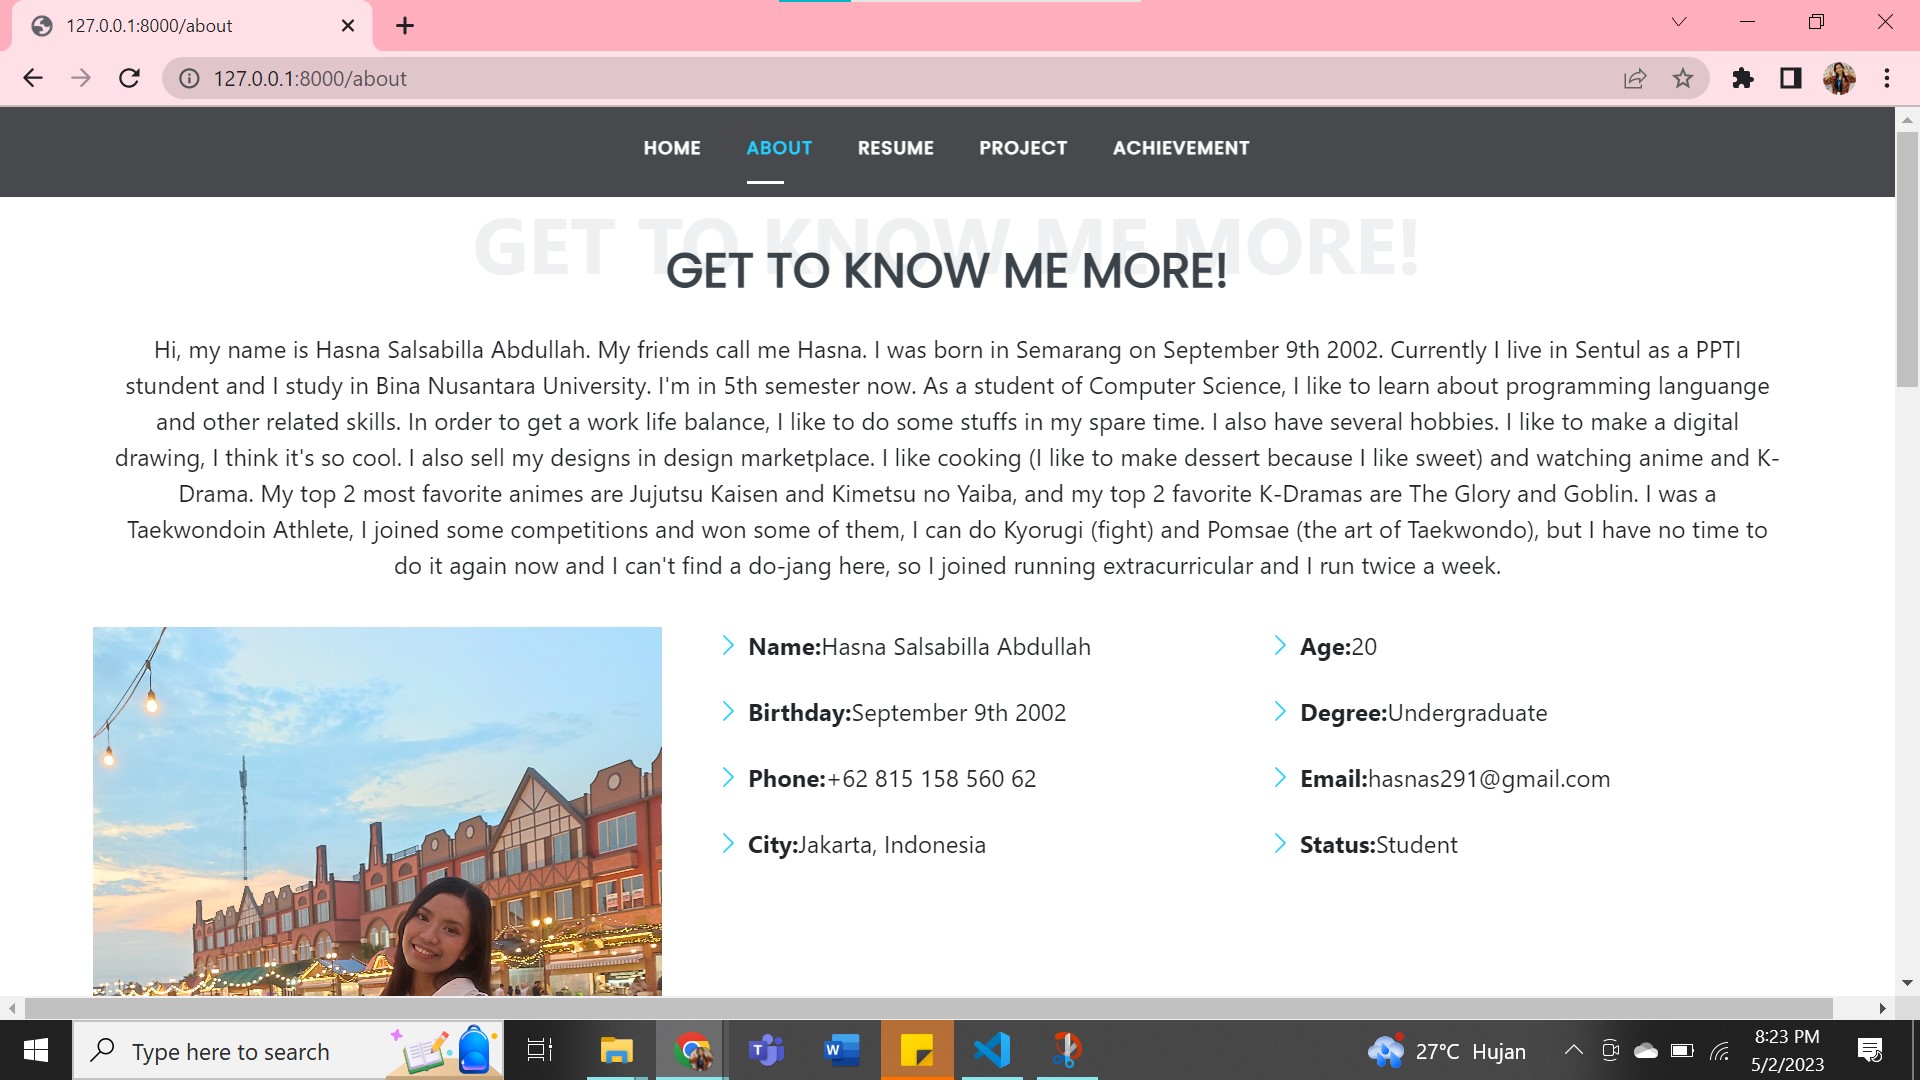 127.0.0.1:8000/about
127.0.0.1:8000/about
HOME ABOUT RESUME PROJECT ACHIEVEMENT
GET TO KNOW ME MORE!
GET TO KNOW ME MORE!
Hi, my name is Hasna Salsabilla Abdullah. My friends call me Hasna. I was born in Semarang on September 9th 2002. Currently I live in Sentul as a PPTI
stundent and I study in Bina Nusantara University. I'm in 5th semester now. As a student of Computer Science, I like to learn about programming languange
and other related skills. In order to get a work life balance, I like to do some stuffs in my spare time. I also have several hobbies. I like to make a digital
drawing, I think it's so cool. I also sell my designs in design marketplace. I like cooking (I like to make dessert because I like sweet) and watching anime and K-
Drama. My top 2 most favorite animes are Jujutsu Kaisen and Kimetsu no Yaiba, and my top 2 favorite K-Dramas are The Glory and Goblin. I was a
Taekwondoin Athlete, I joined some competitions and won some of them, I can do Kyorugi (fight) and Pomsae (the art of Taekwondo), but I have no time to
do it again now and I can't find a do-jang here, so I joined running extracurricular and I run twice a week.
Name:Hasna Salsabilla Abdullah
Birthday:September 9th 2002
Phone:+62 815 158 560 62
City:Jakarta, Indonesia
Age:20
Degree:Undergraduate
Email:hasnas291@gmail.com
Status:Student
Type here to search
27°C Hujan
8:23 PM
5/2/2023